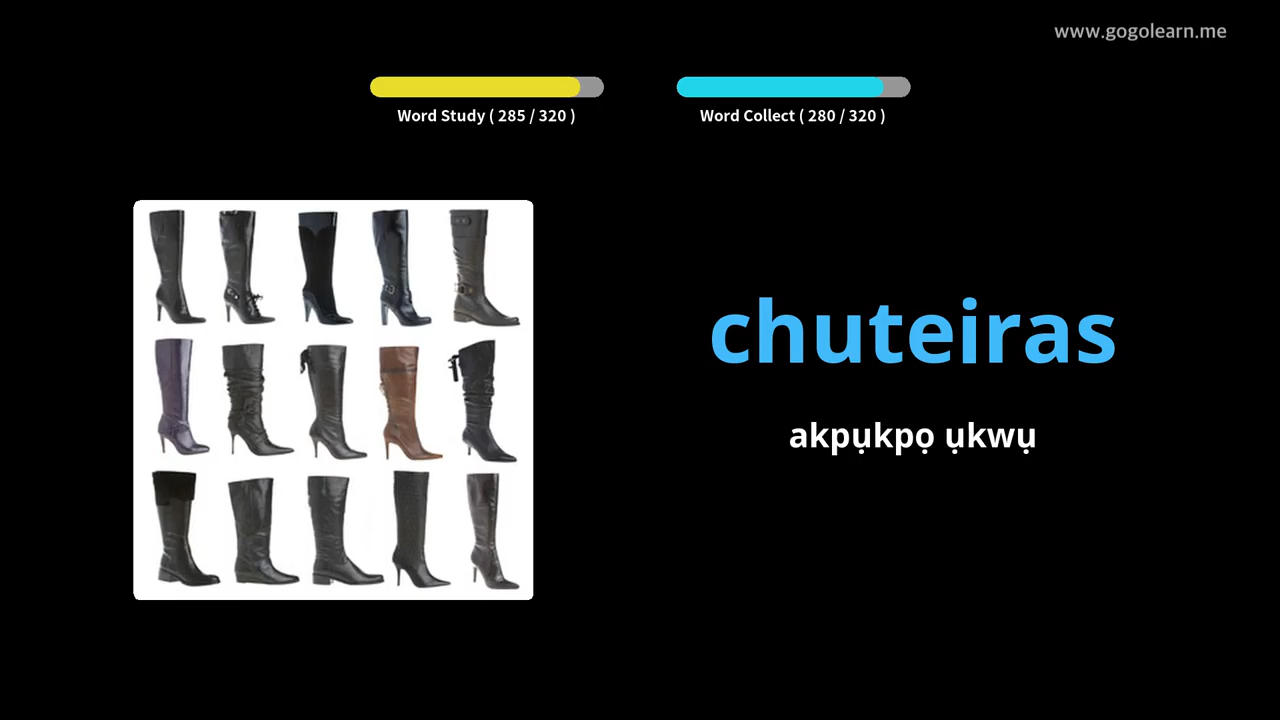 www.gogolearn.me
Word Study ( 285 / 320 )
Word Collect ( 280 / 320 )
chuteiras
akpụkpọ ụkwụ